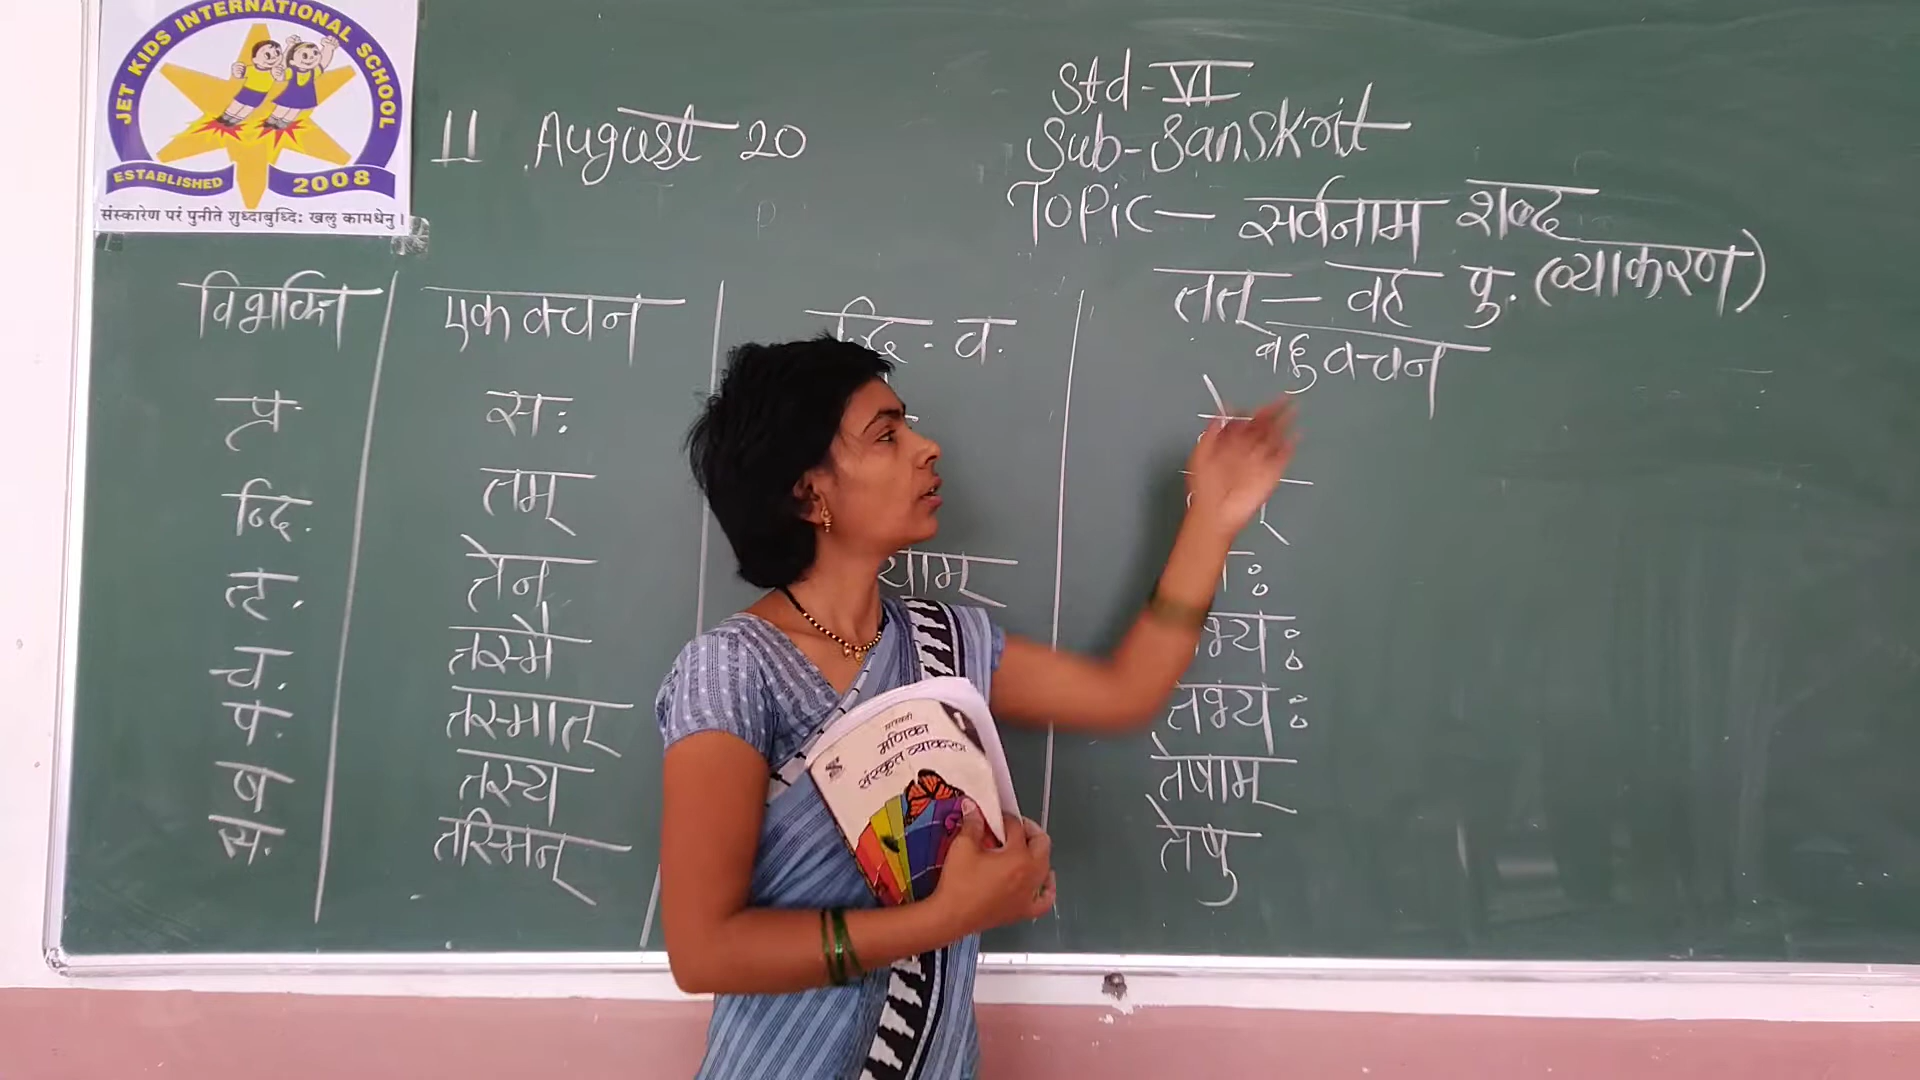 JET KIDS INTERNATIONAL SCHOOL
ESTABLISHED 2008
संस्कारेण परं पुनीते शुध्दाबुध्दिः खलु कामधेनु।
11 August 20
Std - VI
Sub - Sanskrit
Topic — सर्वनाम शब्द
तत् — वह पु. (व्याकरण)
विभक्ति एकवचन द्वि. व. बहुवचन
प्र. सः
द्वि. तम्
तृ. तेन याम्
च. तस्मै भ्यः
प. तस्मात् तेभ्यः
ष तस्य तेषाम्
स. तस्मिन् तेषु
मणिका
संस्कृत व्याकरण